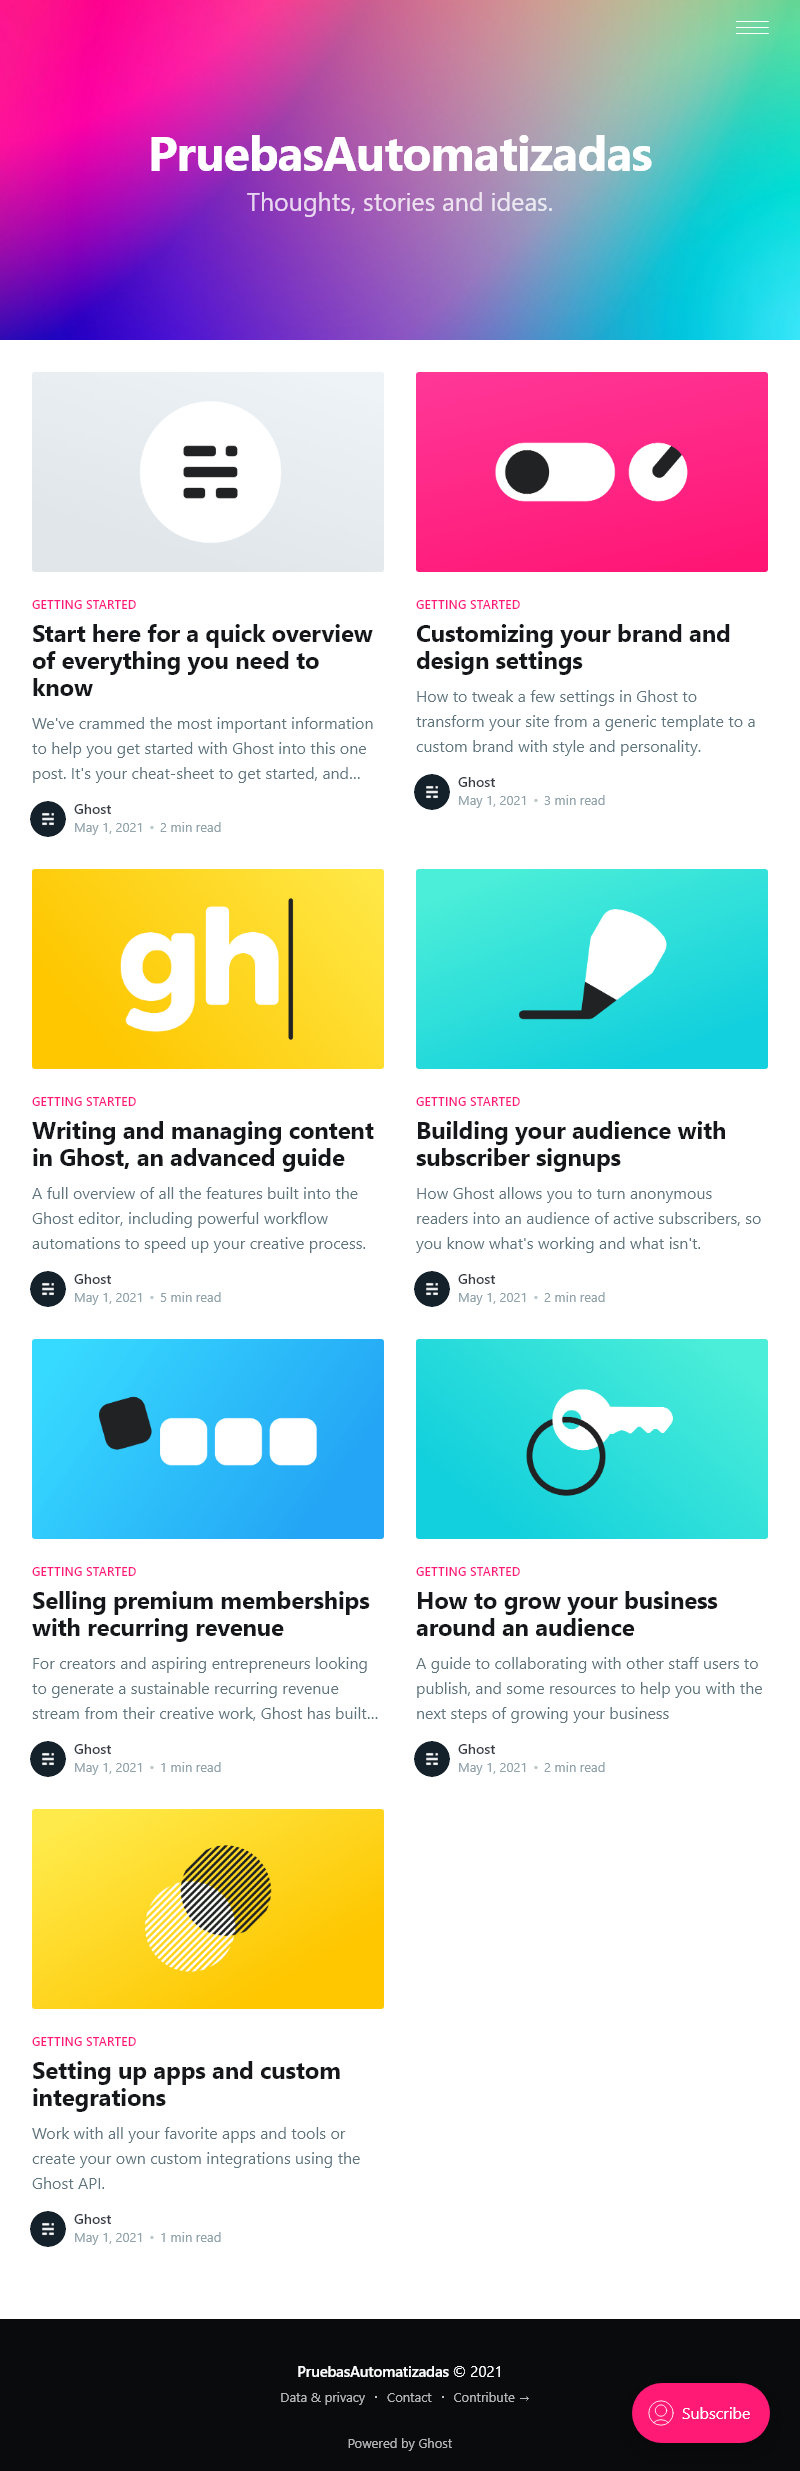 PruebasAutomatizadas
Thoughts, stories and ideas.
GETTING STARTED
Start here for a quick overview
of everything you need to
know
We've crammed the most important information
to help you get started with Ghost into this one
post. It's your cheat-sheet to get started, and...
Ghost
May 1, 2021 • 2 min read
GETTING STARTED
Customizing your brand and
design settings
How to tweak a few settings in Ghost to
transform your site from a generic template to a
custom brand with style and personality.
Ghost
May 1, 2021 • 3 min read
gh
GETTING STARTED
Writing and managing content
in Ghost, an advanced guide
A full overview of all the features built into the
Ghost editor, including powerful workflow
automations to speed up your creative process.
Ghost
May 1, 2021 • 5 min read
GETTING STARTED
Building your audience with
subscriber signups
How Ghost allows you to turn anonymous
readers into an audience of active subscribers, so
you know what's working and what isn't.
Ghost
May 1, 2021 • 2 min read
GETTING STARTED
Selling premium memberships
with recurring revenue
For creators and aspiring entrepreneurs looking
to generate a sustainable recurring revenue
stream from their creative work, Ghost has built...
Ghost
May 1, 2021 • 1 min read
GETTING STARTED
How to grow your business
around an audience
A guide to collaborating with other staff users to
publish, and some resources to help you with the
next steps of growing your business
Ghost
May 1, 2021 • 2 min read
GETTING STARTED
Setting up apps and custom
integrations
Work with all your favorite apps and tools or
create your own custom integrations using the
Ghost API.
Ghost
May 1, 2021 • 1 min read
PruebasAutomatizadas © 2021
Data & privacy • Contact • Contribute →
Powered by Ghost
Subscribe